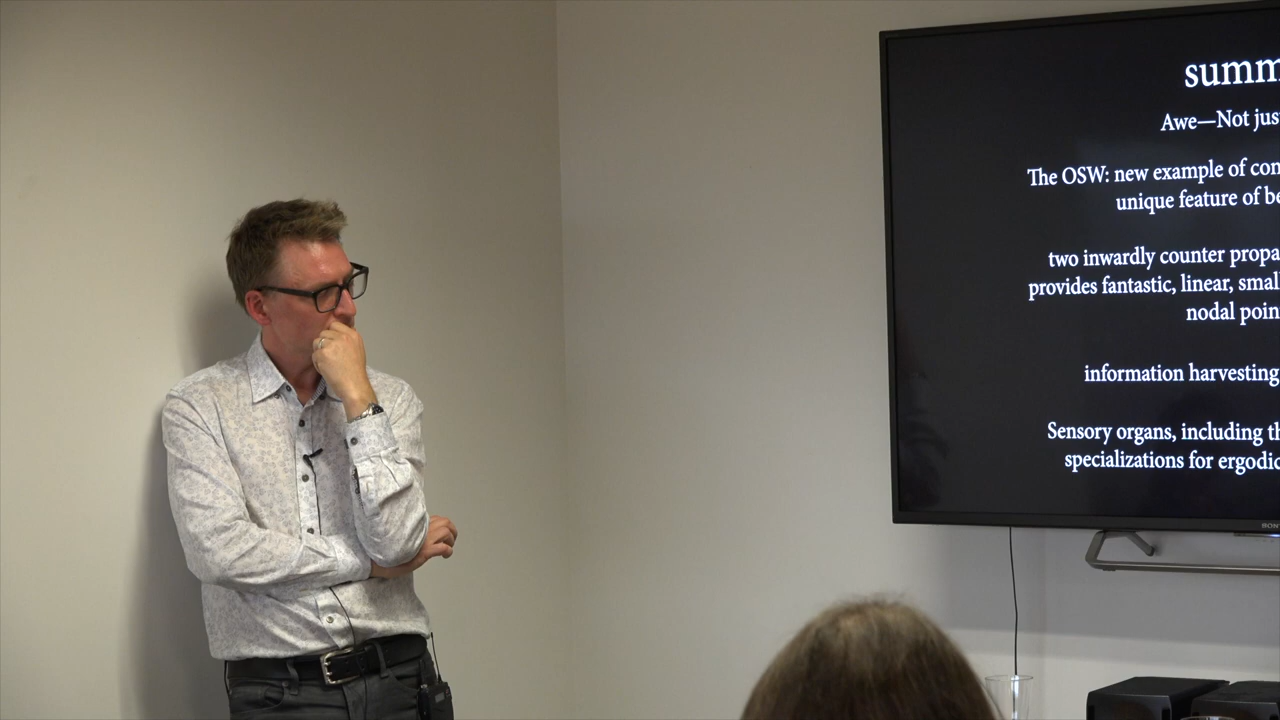 summ
Awe—Not jus
The OSW: new example of con
unique feature of be
two inwardly counter propa
provides fantastic, linear, smal
nodal poin
information harvesting
Sensory organs, including th
specializations for ergodic
SONY